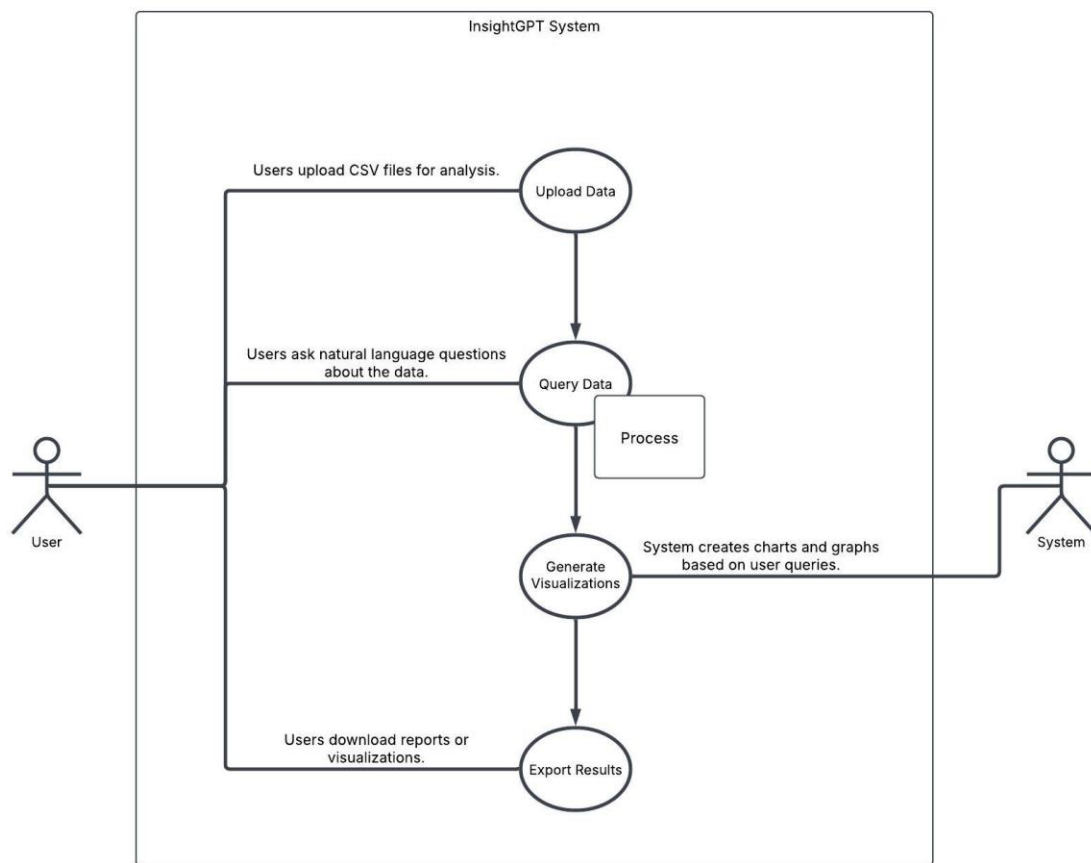 InsightGPT System
Users upload CSV files for analysis.
Upload Data
Users ask natural language questions
about the data.
Query Data
Process
User
System
System creates charts and graphs
based on user queries.
Generate
Visualizations
Users download reports or
visualizations.
Export Results